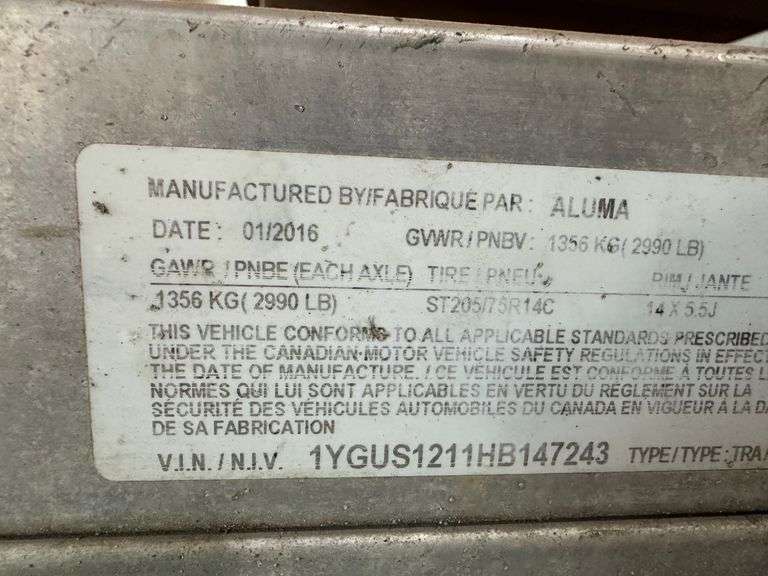 MANUFACTURED BY/FABRIQUÉ PAR : ALUMA
DATE : 01/2016 GVWR / PNBV : 1356 KG( 2990 LB)
GAWR / PNBE (EACH AXLE) TIRE / PNEU RIM / JANTE
1356 KG( 2990 LB) ST205/75R14C 14 X 5.5J
THIS VEHICLE CONFORMS TO ALL APPLICABLE STANDARDS PRESCRIBED
UNDER THE CANADIAN MOTOR VEHICLE SAFETY REGULATIONS IN EFFECT
THE DATE OF MANUFACTURE. / CE VÉHICULE EST CONFORME À TOUTES
NORMES QUI LUI SONT APPLICABLES EN VERTU DU RÈGLEMENT SUR LA
SÉCURITÉ DES VÉHICULES AUTOMOBILES DU CANADA EN VIGUEUR À LA
DE SA FABRICATION
V.I.N. / N.I.V. 1YGUS1211HB147243 TYPE/TYPE : TRA